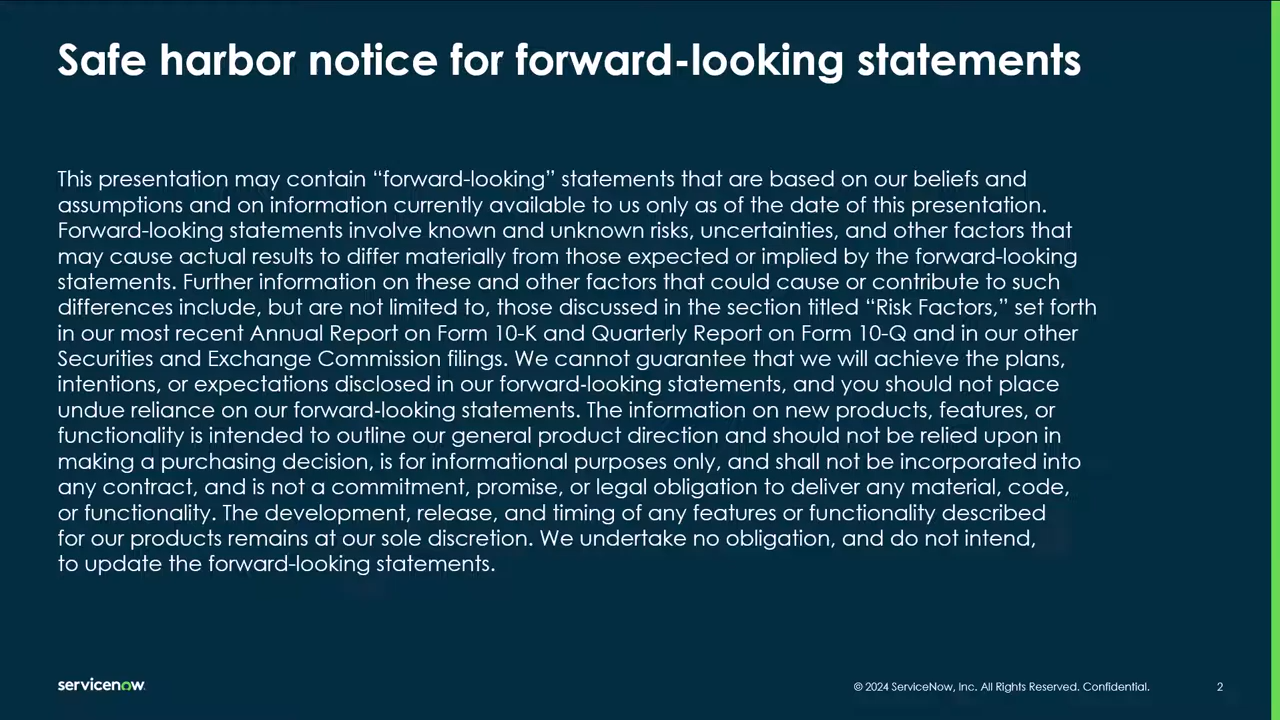 Safe harbor notice for forward-looking statements
This presentation may contain “forward-looking” statements that are based on our beliefs and
assumptions and on information currently available to us only as of the date of this presentation.
Forward-looking statements involve known and unknown risks, uncertainties, and other factors that
may cause actual results to differ materially from those expected or implied by the forward-looking
statements. Further information on these and other factors that could cause or contribute to such
differences include, but are not limited to, those discussed in the section titled “Risk Factors,” set forth
in our most recent Annual Report on Form 10-K and Quarterly Report on Form 10-Q and in our other
Securities and Exchange Commission filings. We cannot guarantee that we will achieve the plans,
intentions, or expectations disclosed in our forward-looking statements, and you should not place
undue reliance on our forward-looking statements. The information on new products, features, or
functionality is intended to outline our general product direction and should not be relied upon in
making a purchasing decision, is for informational purposes only, and shall not be incorporated into
any contract, and is not a commitment, promise, or legal obligation to deliver any material, code,
or functionality. The development, release, and timing of any features or functionality described
for our products remains at our sole discretion. We undertake no obligation, and do not intend,
to update the forward-looking statements.
servicenow
© 2024 ServiceNow, Inc. All Rights Reserved. Confidential.
2